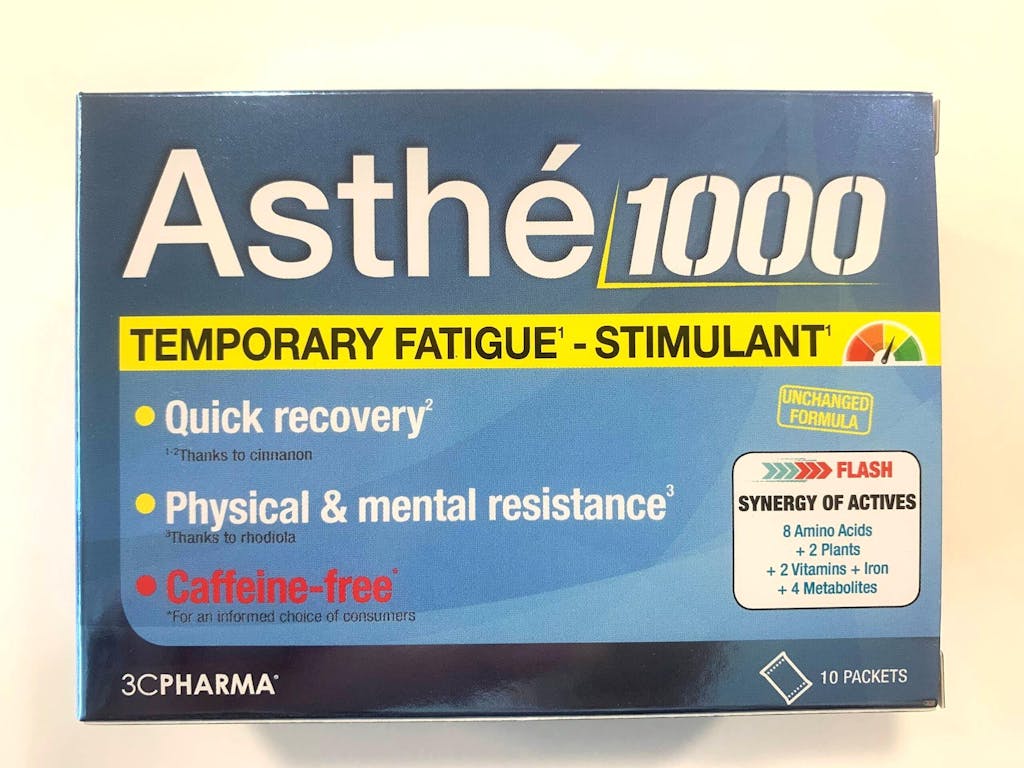 Asthé 1000
TEMPORARY FATIGUE¹ - STIMULANT¹
Quick recovery²
¹⁻²Thanks to cinnanon
UNCHANGED
FORMULA
Physical & mental resistance³
³Thanks to rhodiola
Caffeine-free*
*For an informed choice of consumers
FLASH
SYNERGY OF ACTIVES
8 Amino Acids
+ 2 Plants
+ 2 Vitamins + Iron
+ 4 Metabolites
3CPHARMA®
10 PACKETS